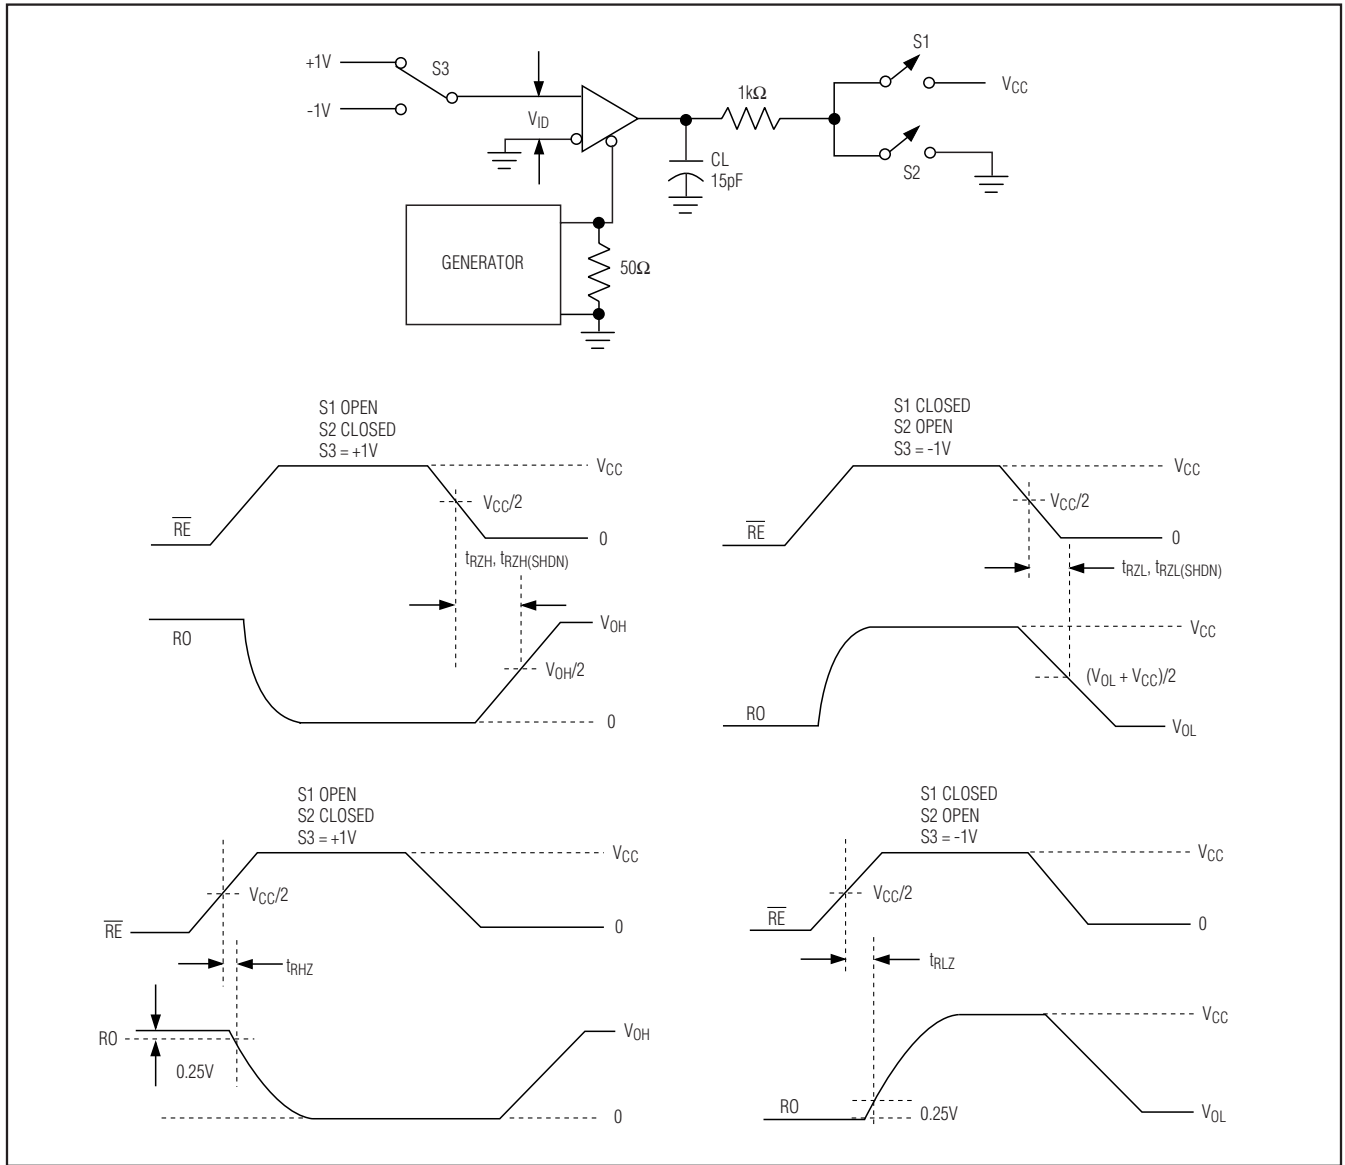 +1V
S3
-1V
V_ID
1kΩ
S1
V_CC
S2
CL
15pF
GENERATOR
50Ω
S1 OPEN
S2 CLOSED
S3 = +1V
V_CC
V_CC/2
RE
0
t_RZH, t_RZH(SHDN)
V_OH
RO
V_OH/2
0
S1 CLOSED
S2 OPEN
S3 = -1V
V_CC
V_CC/2
RE
0
t_RZL, t_RZL(SHDN)
V_CC
(V_OL + V_CC)/2
RO
V_OL
S1 OPEN
S2 CLOSED
S3 = +1V
V_CC
V_CC/2
RE
0
t_RHZ
RO
V_OH
0.25V
0
S1 CLOSED
S2 OPEN
S3 = -1V
V_CC
V_CC/2
RE
0
t_RLZ
V_CC
RO
0.25V
V_OL